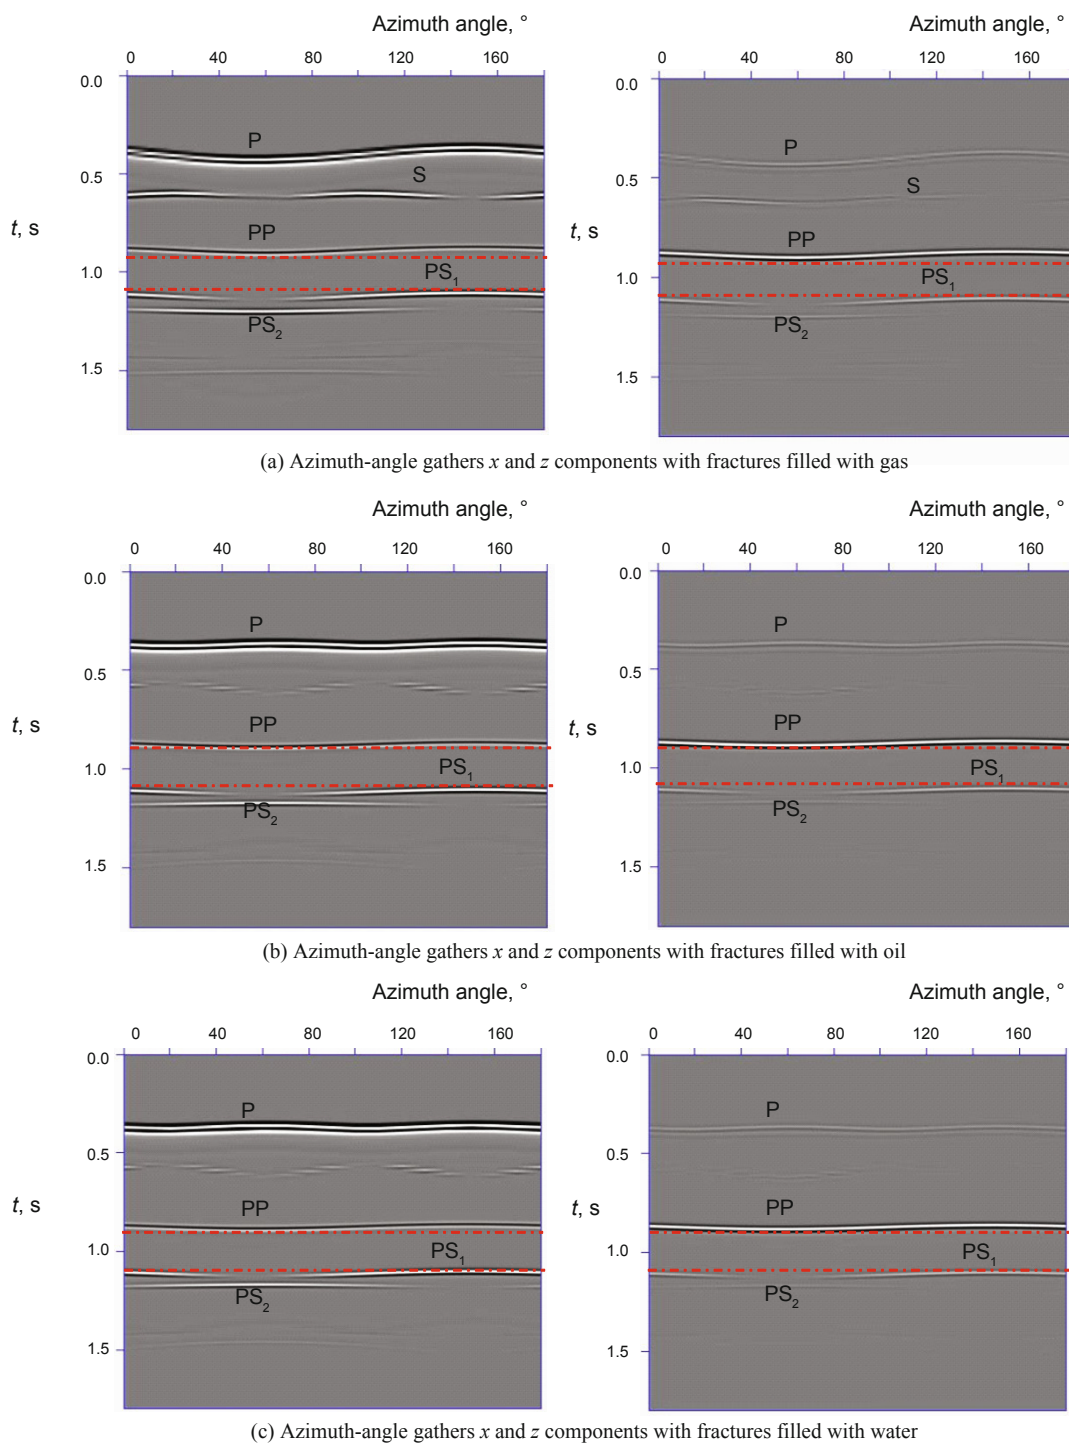 Azimuth angle, ° Azimuth angle, °
0 40 80 120 160 0 40 80 120 160
0.0 0.0
P P
0.5 S 0.5 S
t, s t, s
PP PP
1.0 PS1 1.0 PS1
PS2 PS2
1.5 1.5
(a) Azimuth-angle gathers x and z components with fractures filled with gas
Azimuth angle, ° Azimuth angle, °
0 40 80 120 160 0 40 80 120 160
0.0 0.0
P P
0.5 0.5
t, s PP t, s PP
1.0 PS1 1.0 PS1
PS2 PS2
1.5 1.5
(b) Azimuth-angle gathers x and z components with fractures filled with oil
Azimuth angle, ° Azimuth angle, °
0 40 80 120 160 0 40 80 120 160
0.0 0.0
P P
0.5 0.5
t, s PP t, s PP
1.0 PS1 1.0 PS1
PS2 PS2
1.5 1.5
(c) Azimuth-angle gathers x and z components with fractures filled with water